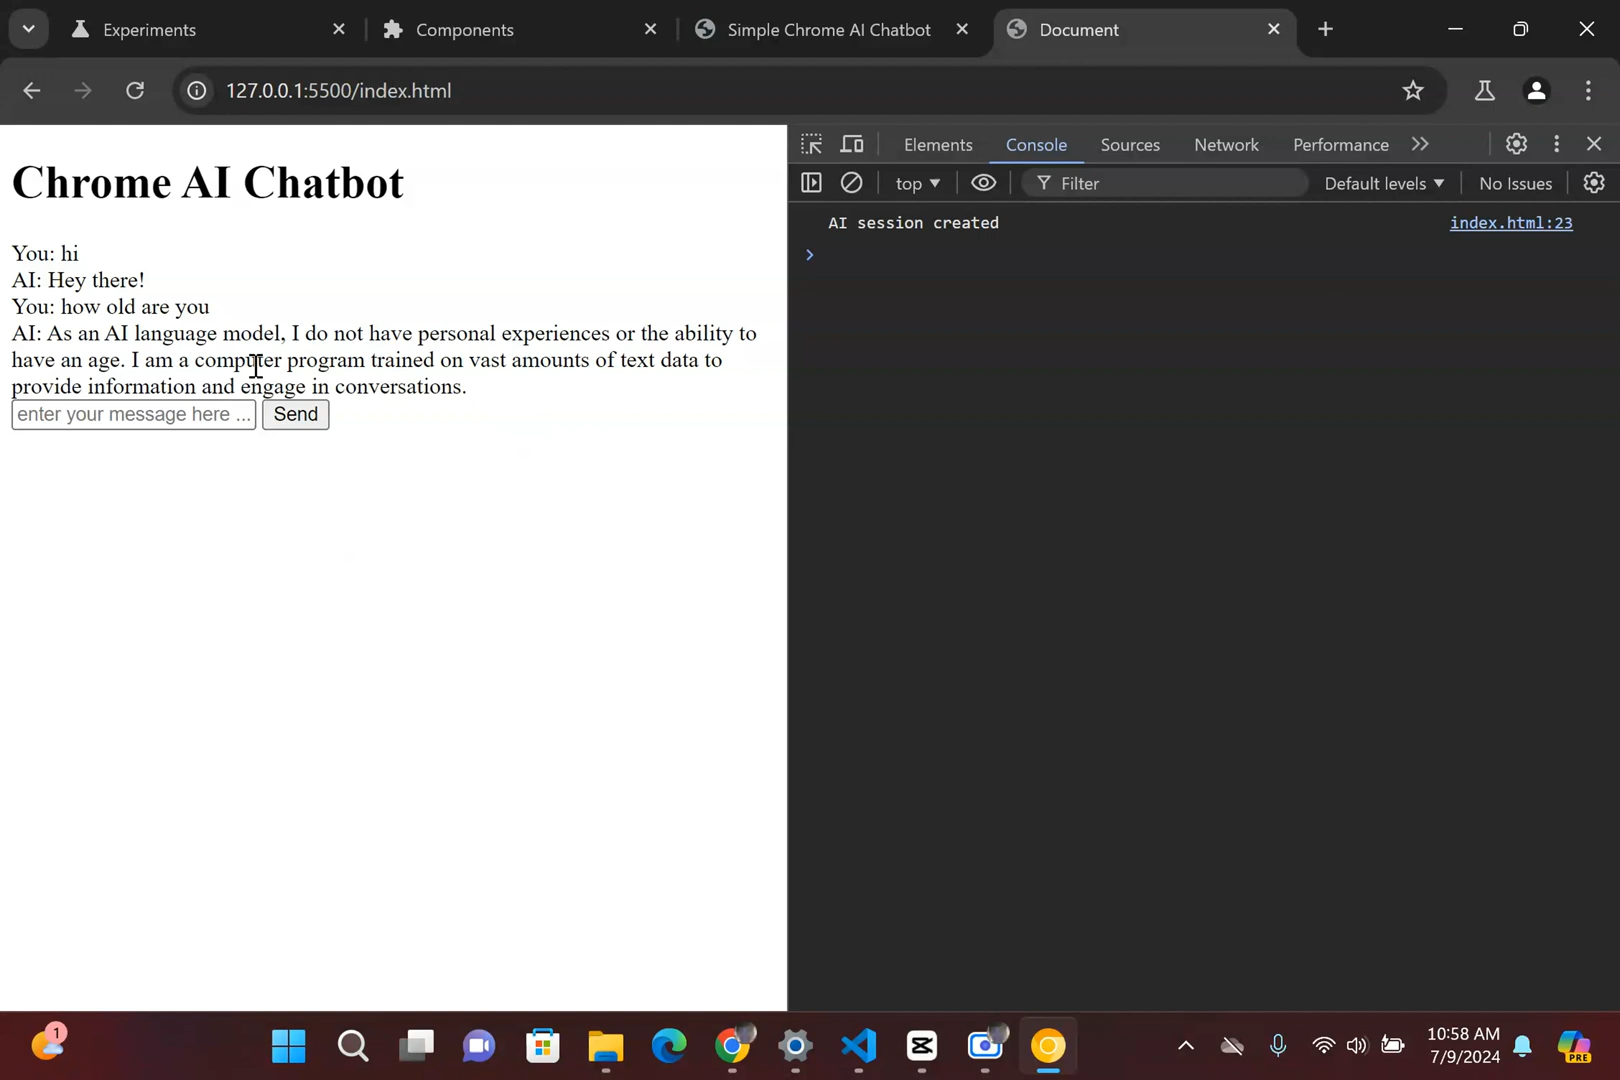 Experiments
Components
Simple Chrome AI Chatbot
Document
127.0.0.1:5500/index.html
Chrome AI Chatbot
You: hi
AI: Hey there!
You: how old are you
AI: As an AI language model, I do not have personal experiences or the ability to
have an age. I am a computer program trained on vast amounts of text data to
provide information and engage in conversations.
enter your message here ...
Send
Elements
Console
Sources
Network
Performance
top
Filter
Default levels
No Issues
AI session created
index.html:23
1
10:58 AM
7/9/2024
PRE